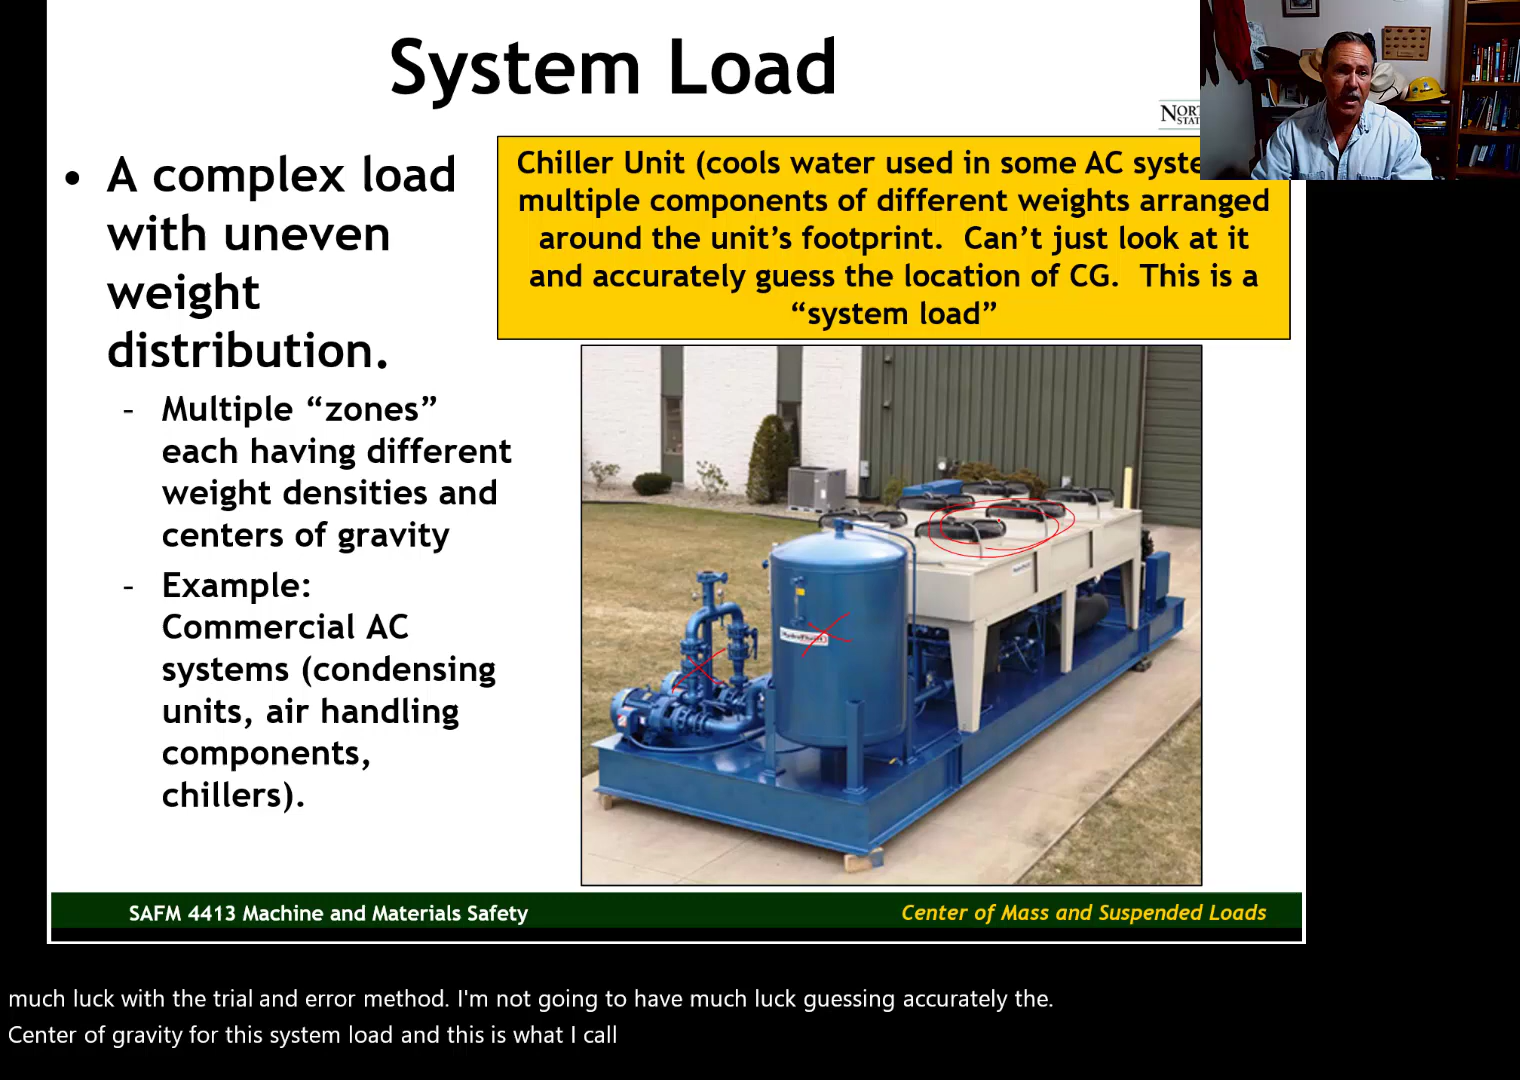 System Load
NOR
STAT
• A complex load
with uneven
weight
distribution.
– Multiple “zones”
each having different
weight densities and
centers of gravity
– Example:
Commercial AC
systems (condensing
units, air handling
components,
chillers).
Chiller Unit (cools water used in some AC syste
multiple components of different weights arranged
around the unit’s footprint.  Can’t just look at it
and accurately guess the location of CG.  This is a
“system load”
SAFM 4413 Machine and Materials Safety
Center of Mass and Suspended Loads
much luck with the trial and error method. I'm not going to have much luck guessing accurately the.
Center of gravity for this system load and this is what I call